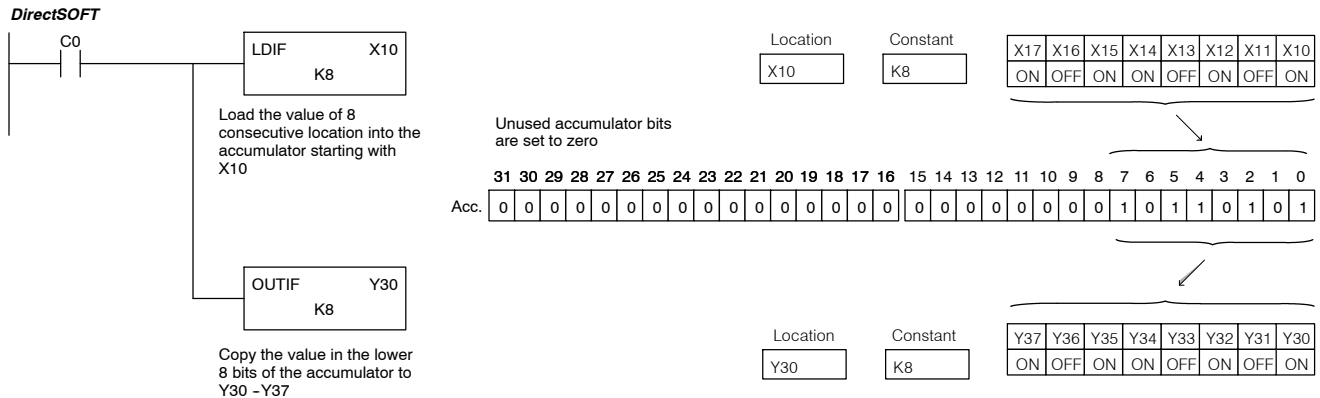 DirectSOFT
C0
LDIF X10
K8
Load the value of 8
consecutive location into the
accumulator starting with
X10
Location Constant
X10 K8
X17 X16 X15 X14 X13 X12 X11 X10
ON OFF ON ON OFF ON OFF ON
Unused accumulator bits
are set to zero
31 30 29 28 27 26 25 24 23 22 21 20 19 18 17 16 15 14 13 12 11 10 9 8 7 6 5 4 3 2 1 0
Acc. 0 0 0 0 0 0 0 0 0 0 0 0 0 0 0 0 0 0 0 0 0 0 0 0 1 0 1 1 0 1 0 1
OUTIF Y30
K8
Copy the value in the lower
8 bits of the accumulator to
Y30 -Y37
Location Constant
Y30 K8
Y37 Y36 Y35 Y34 Y33 Y32 Y31 Y30
ON OFF ON ON OFF ON OFF ON